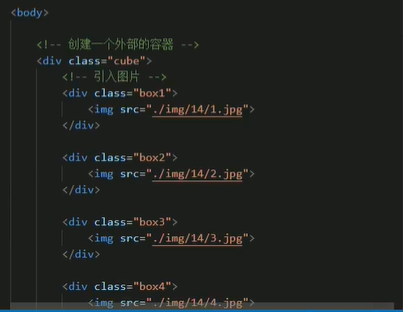 <body>
<!-- 创建一个外部的容器 -->
<div class="cube">
<!-- 引入图片 -->
<div class="box1">
<img src="./img/14/1.jpg">
</div>
<div class="box2">
<img src="./img/14/2.jpg">
</div>
<div class="box3">
<img src="./img/14/3.jpg">
</div>
<div class="box4">
<img src="./img/14/4.jpg">